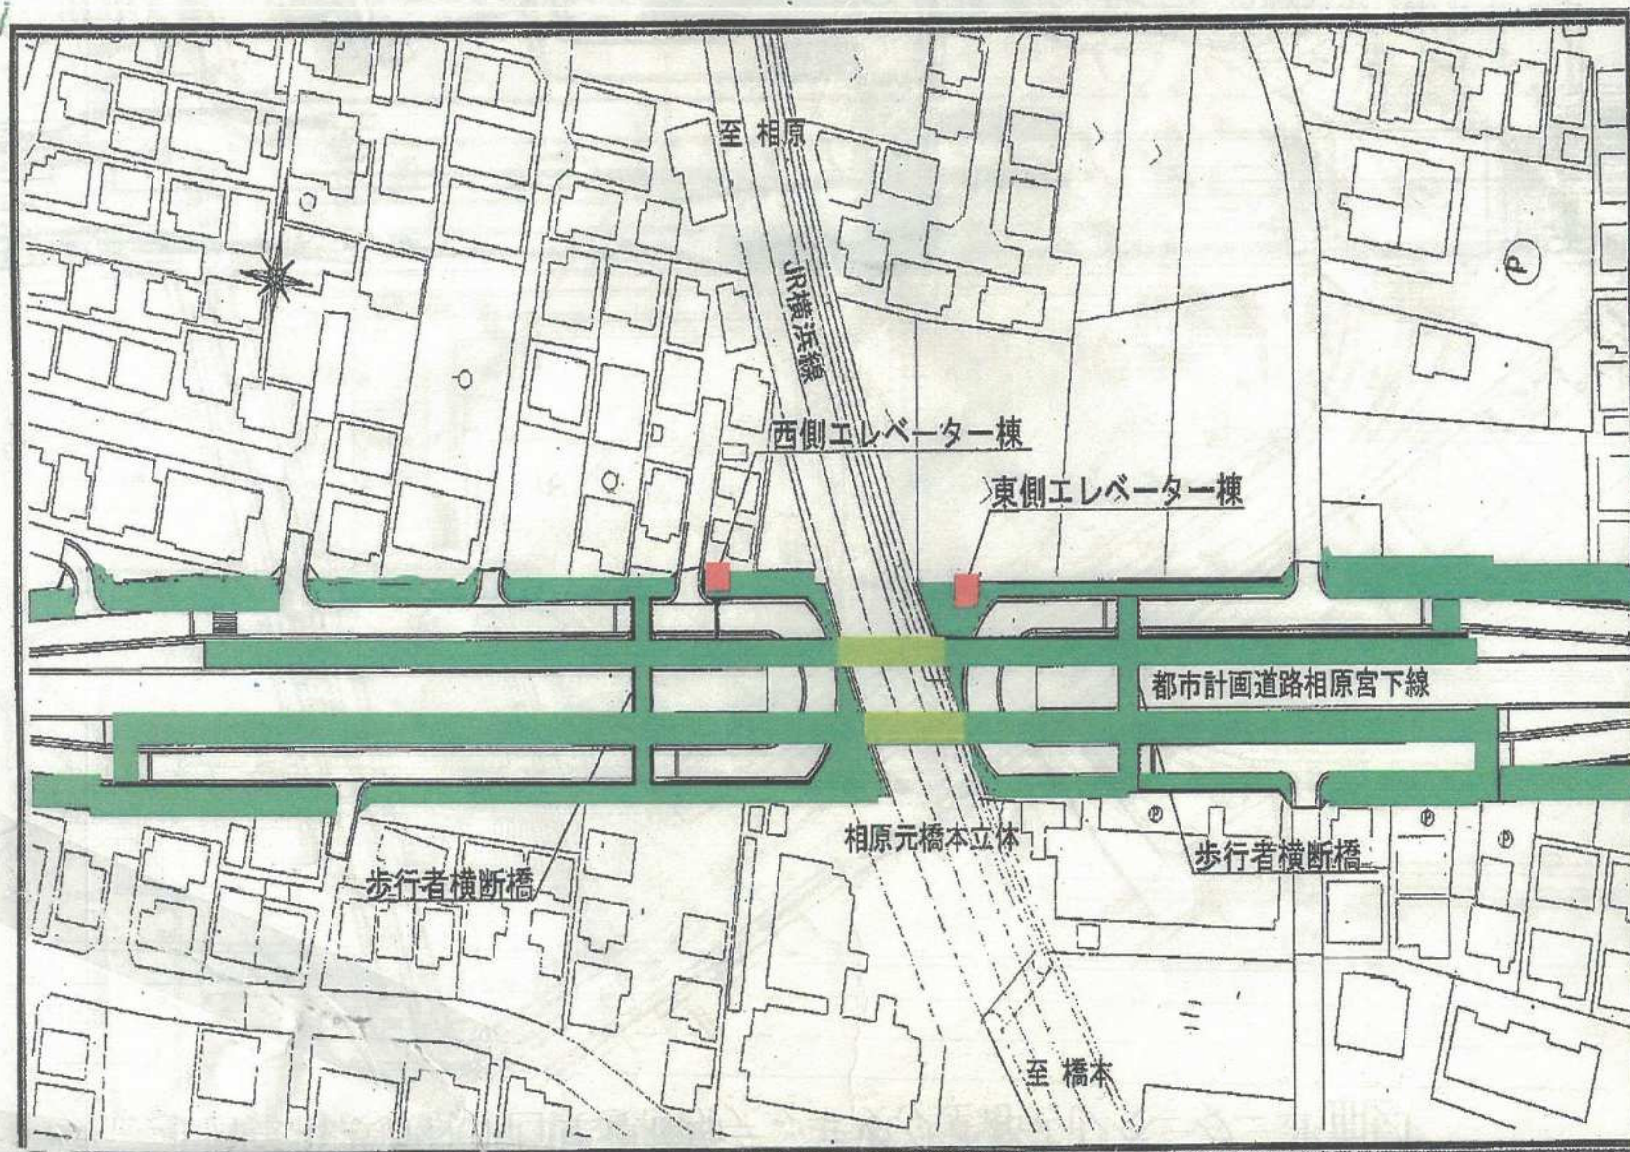 至 相原
JR横浜線
西側エレベーター棟
東側エレベーター棟
都市計画道路相原宮下線
相原元橋本立体
歩行者横断橋
歩行者横断橋
至 橋本
P
P
P
P